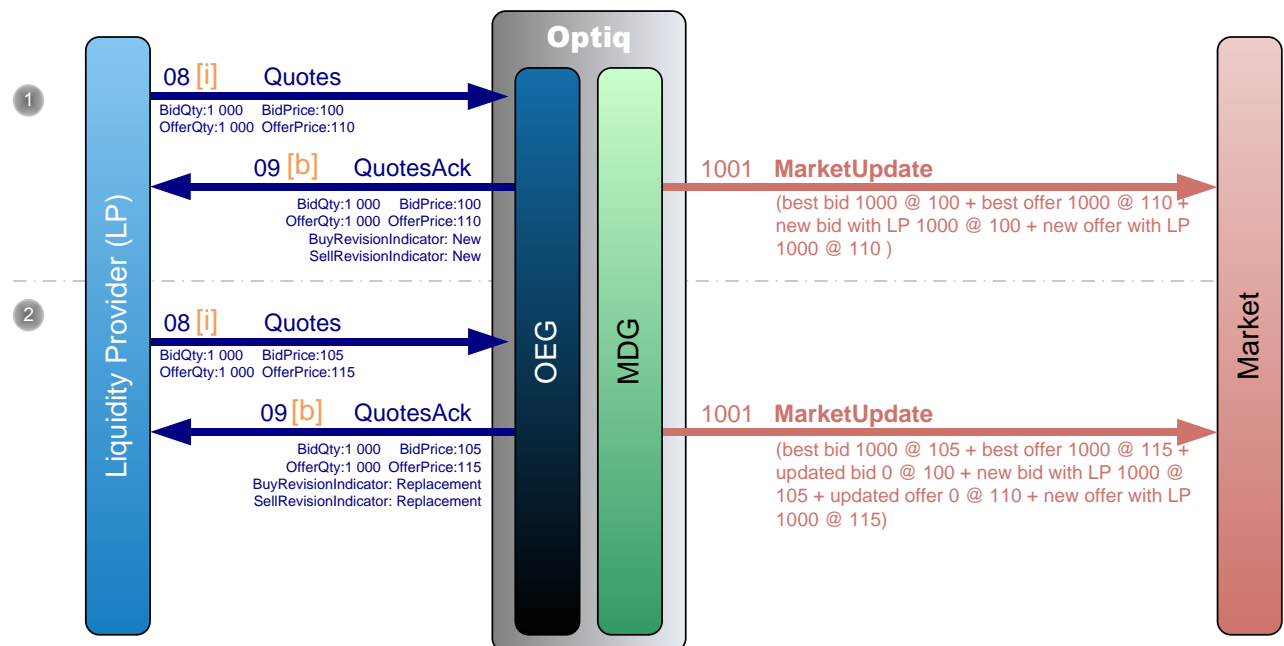 Optiq
1
08 [i] Quotes
BidQty:1 000 BidPrice:100
OfferQty:1 000 OfferPrice:110
09 [b] QuotesAck
BidQty:1 000 BidPrice:100
OfferQty:1 000 OfferPrice:110
BuyRevisionIndicator: New
SellRevisionIndicator: New
1001 MarketUpdate
(best bid 1000 @ 100 + best offer 1000 @ 110 +
new bid with LP 1000 @ 100 + new offer with LP
1000 @ 110 )
2
08 [i] Quotes
BidQty:1 000 BidPrice:105
OfferQty:1 000 OfferPrice:115
09 [b] QuotesAck
BidQty:1 000 BidPrice:105
OfferQty:1 000 OfferPrice:115
BuyRevisionIndicator: Replacement
SellRevisionIndicator: Replacement
1001 MarketUpdate
(best bid 1000 @ 105 + best offer 1000 @ 115 +
updated bid 0 @ 100 + new bid with LP 1000 @
105 + updated offer 0 @ 110 + new offer with LP
1000 @ 115)
Liquidity Provider (LP)
OEG
MDG
Market